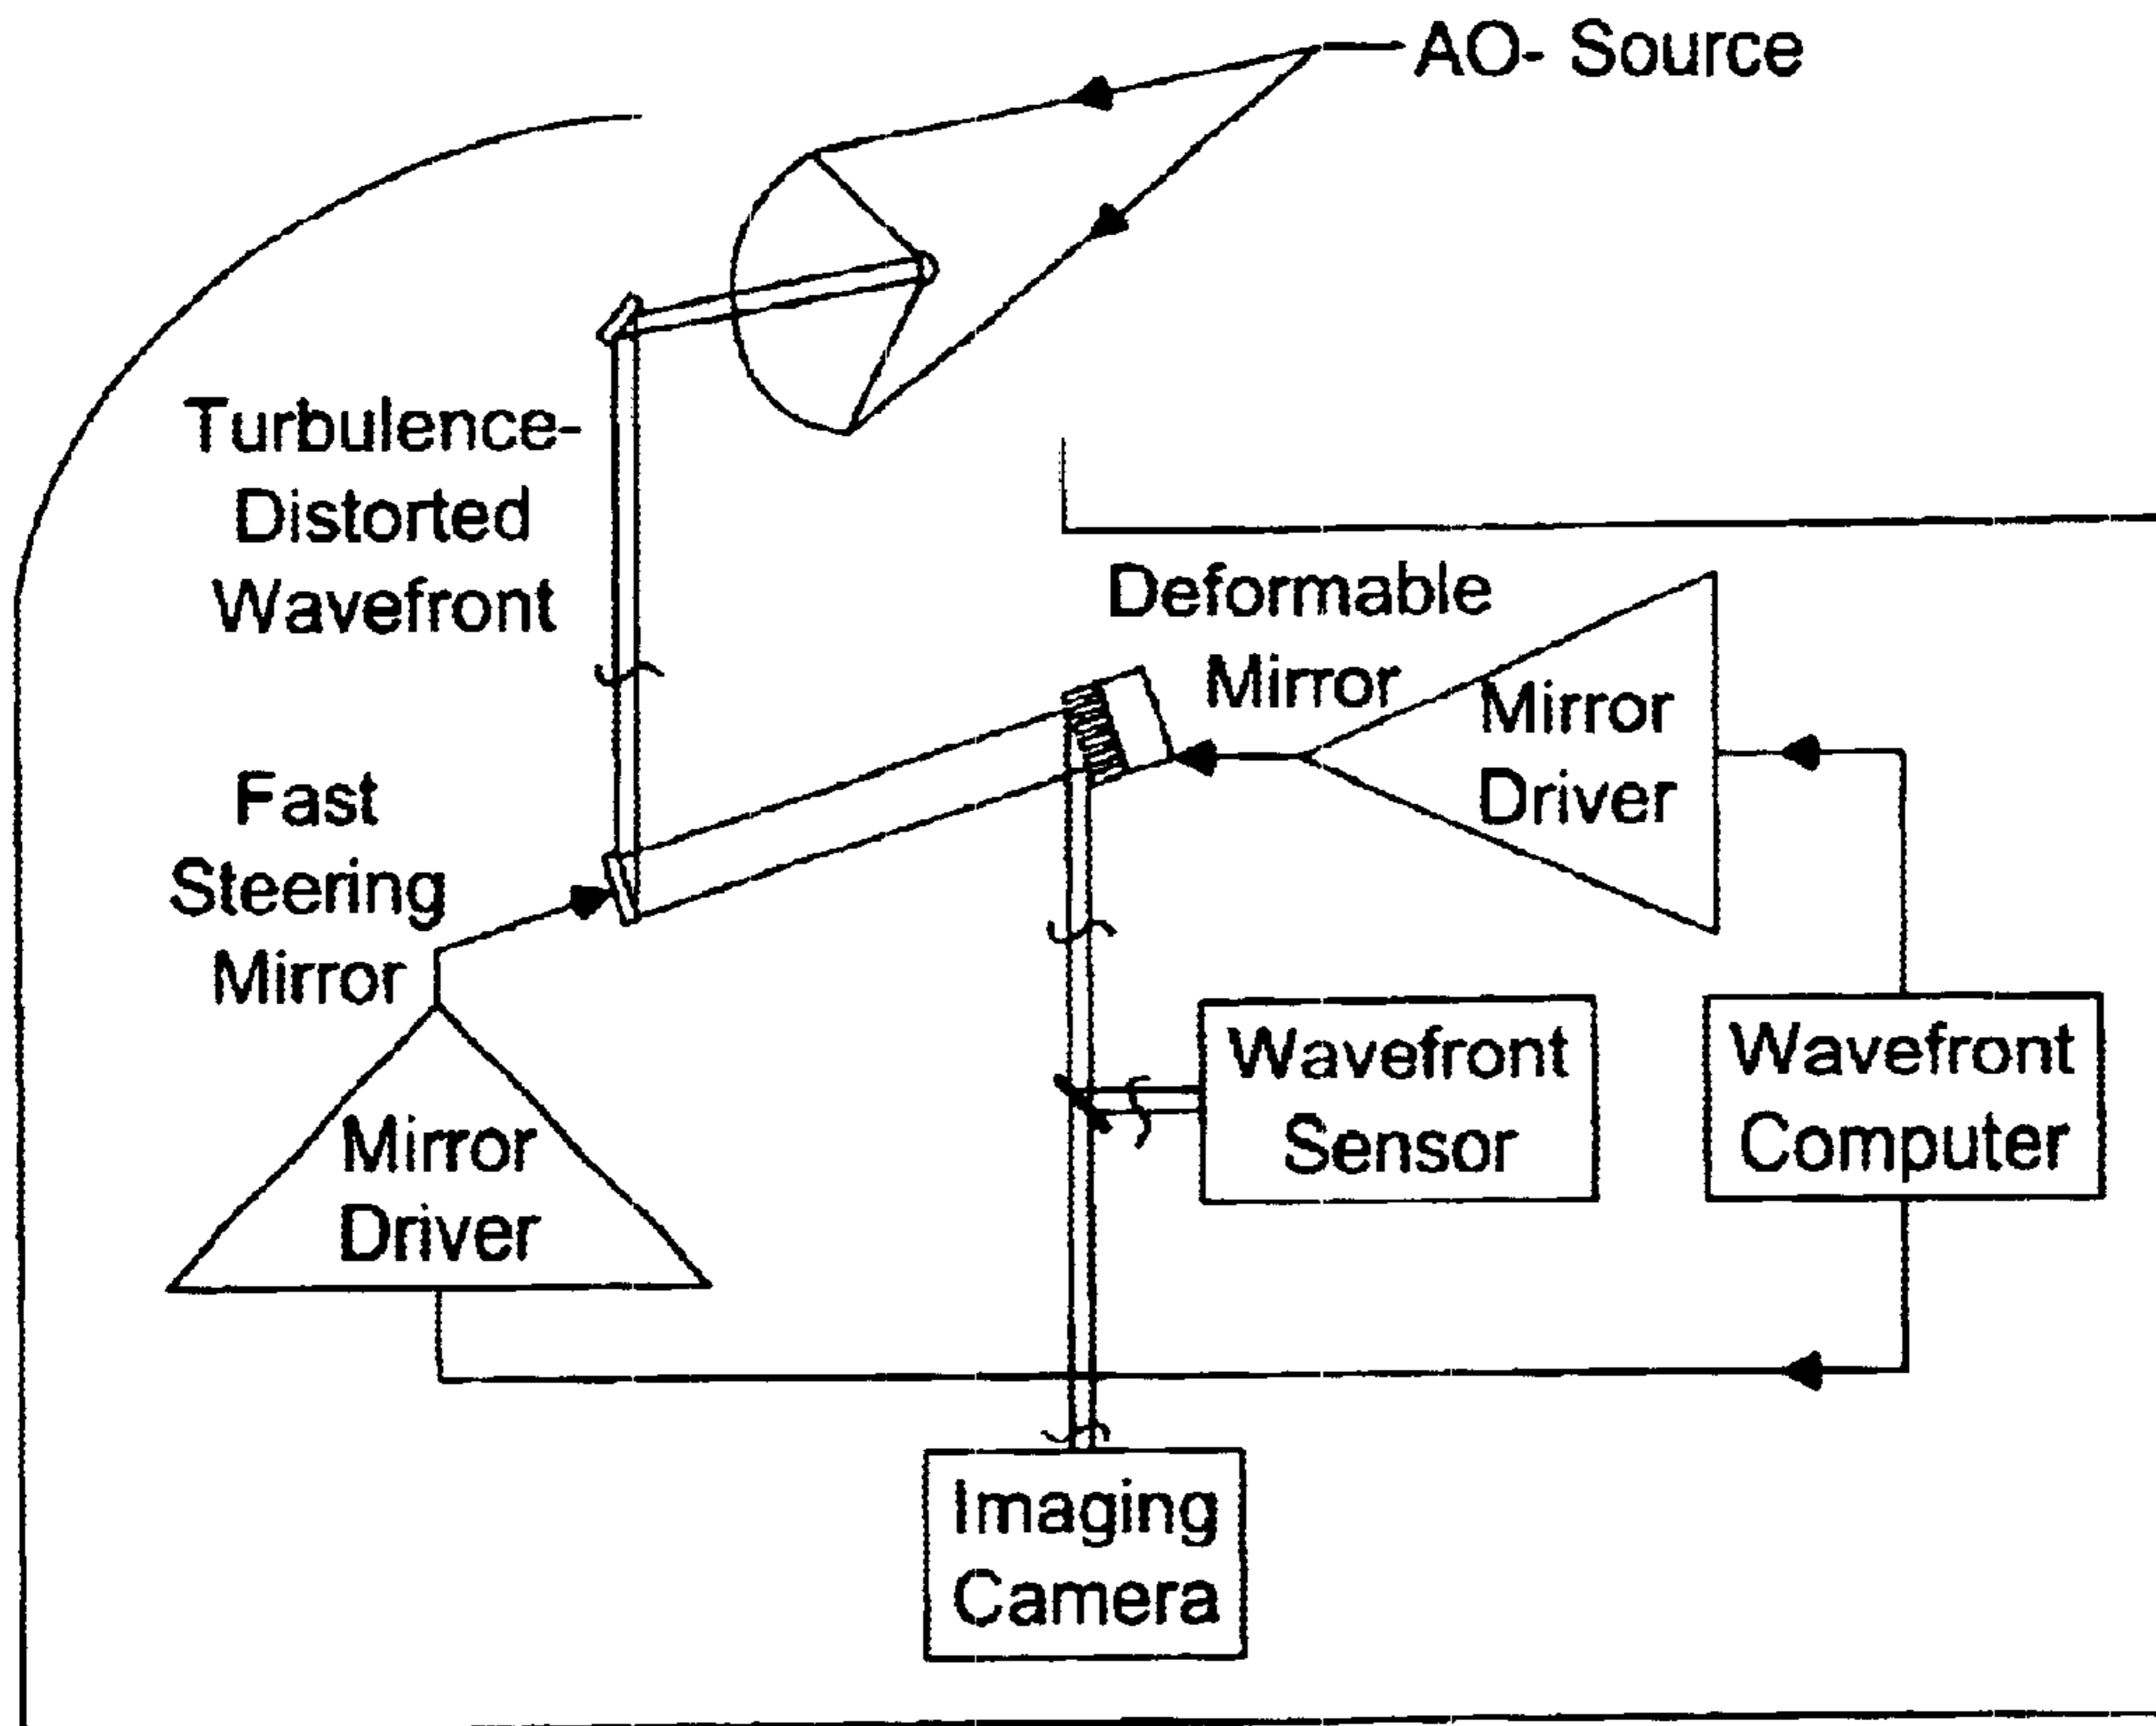 AO- Source
Turbulence-
Distorted
Wavefront
Deformable
Mirror
Mirror
Driver
Fast
Steering
Mirror
Wavefront
Sensor
Wavefront
Computer
Mirror
Driver
Imaging
Camera